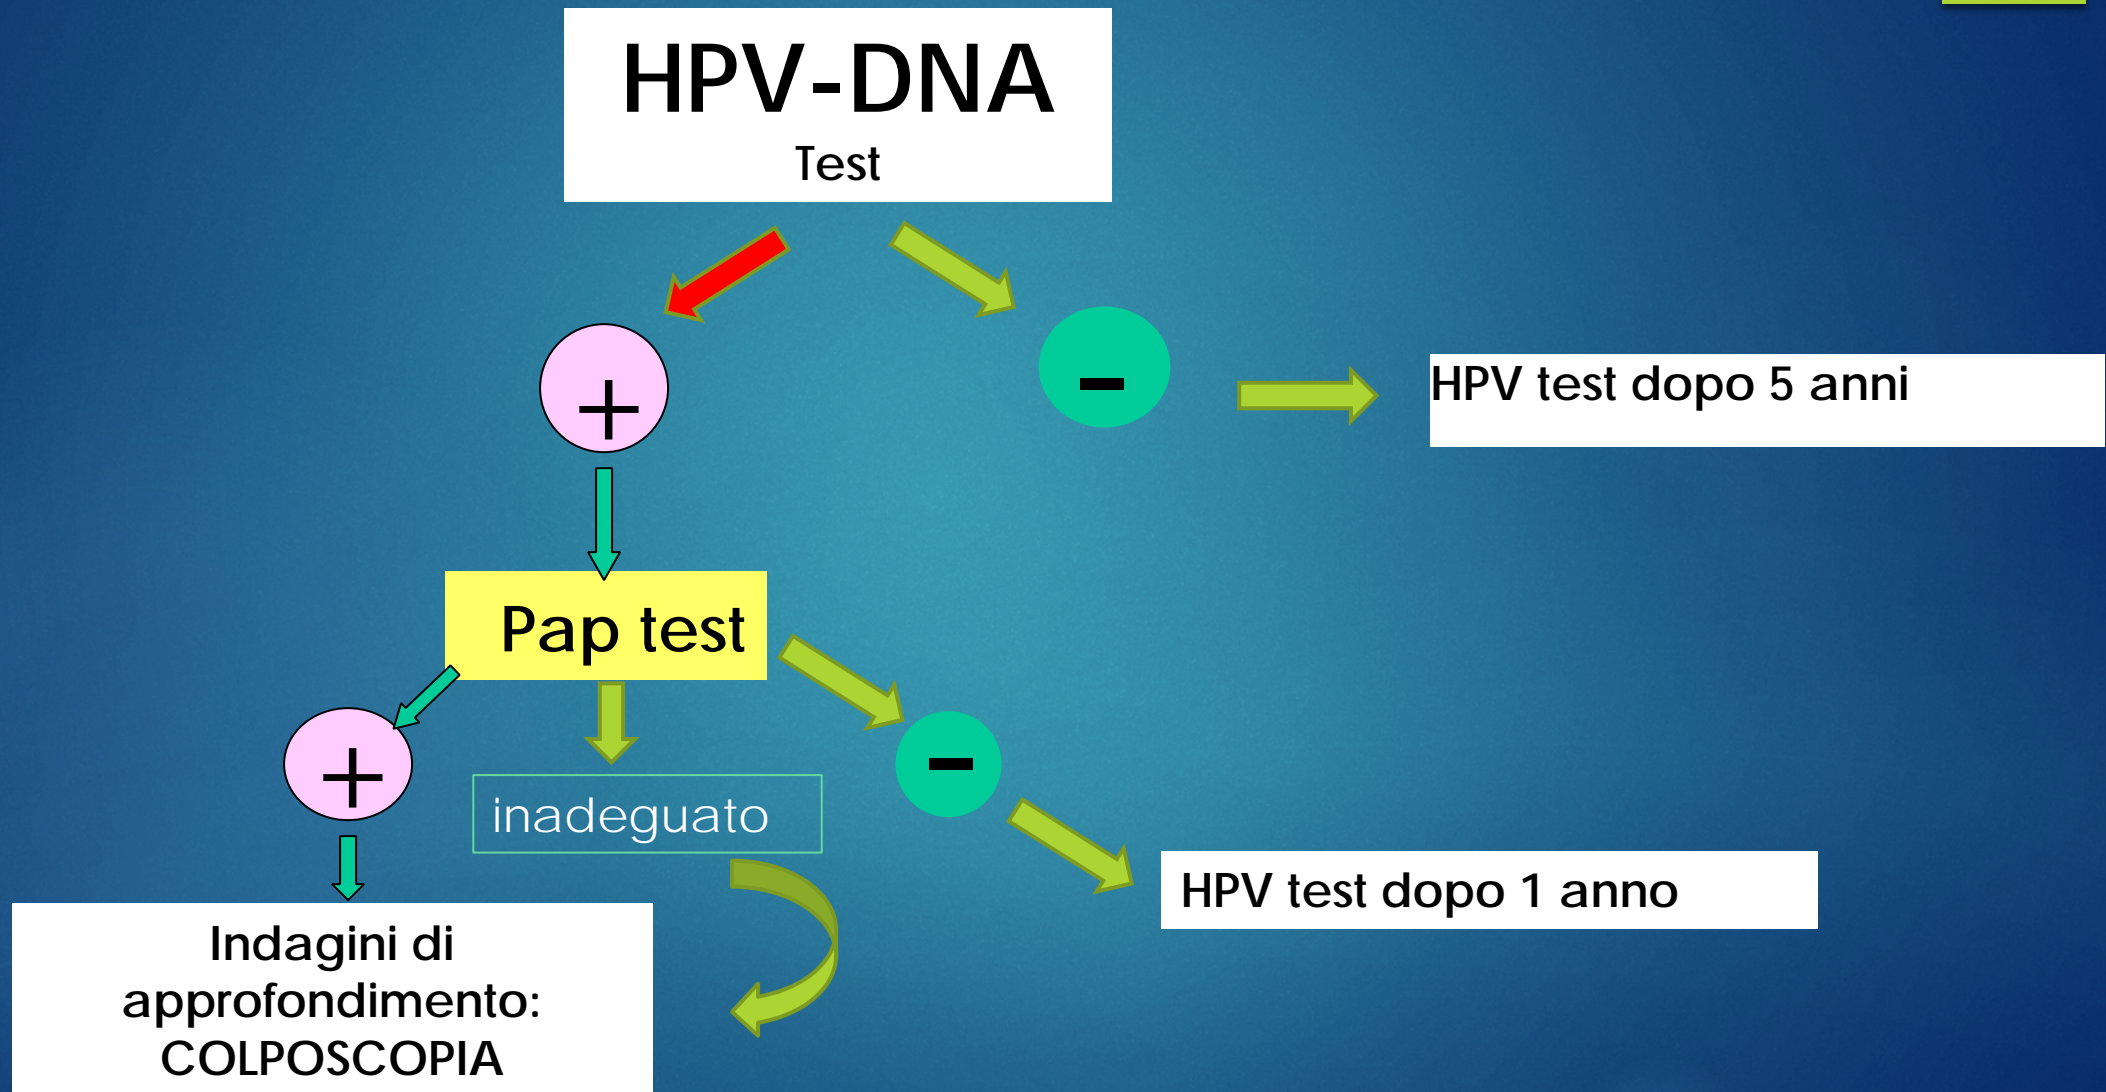 HPV-DNA
Test
+
-
HPV test dopo 5 anni
Pap test
+
inadeguato
-
HPV test dopo 1 anno
Indagini di
approfondimento:
COLPOSCOPIA